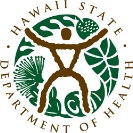 HAWAII STATE
• DEPARTMENT OF HEALTH •